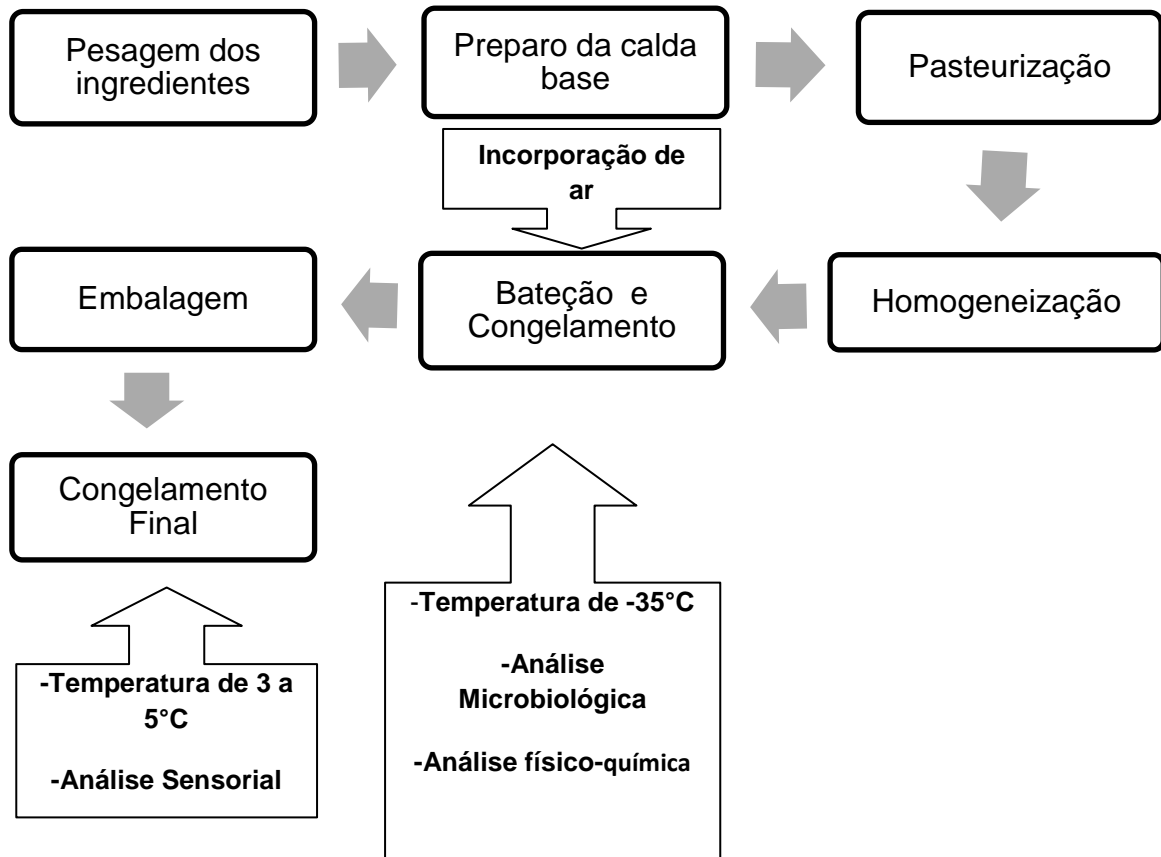 Pesagem dos
ingredientes
Preparo da calda
base
Pasteurização
Incorporação de
ar
Homogeneização
Bateção e
Congelamento
Embalagem
Congelamento
Final
-Temperatura de 3 a
5°C
-Análise Sensorial
-Temperatura de -35°C
-Análise
Microbiológica
-Análise físico-química